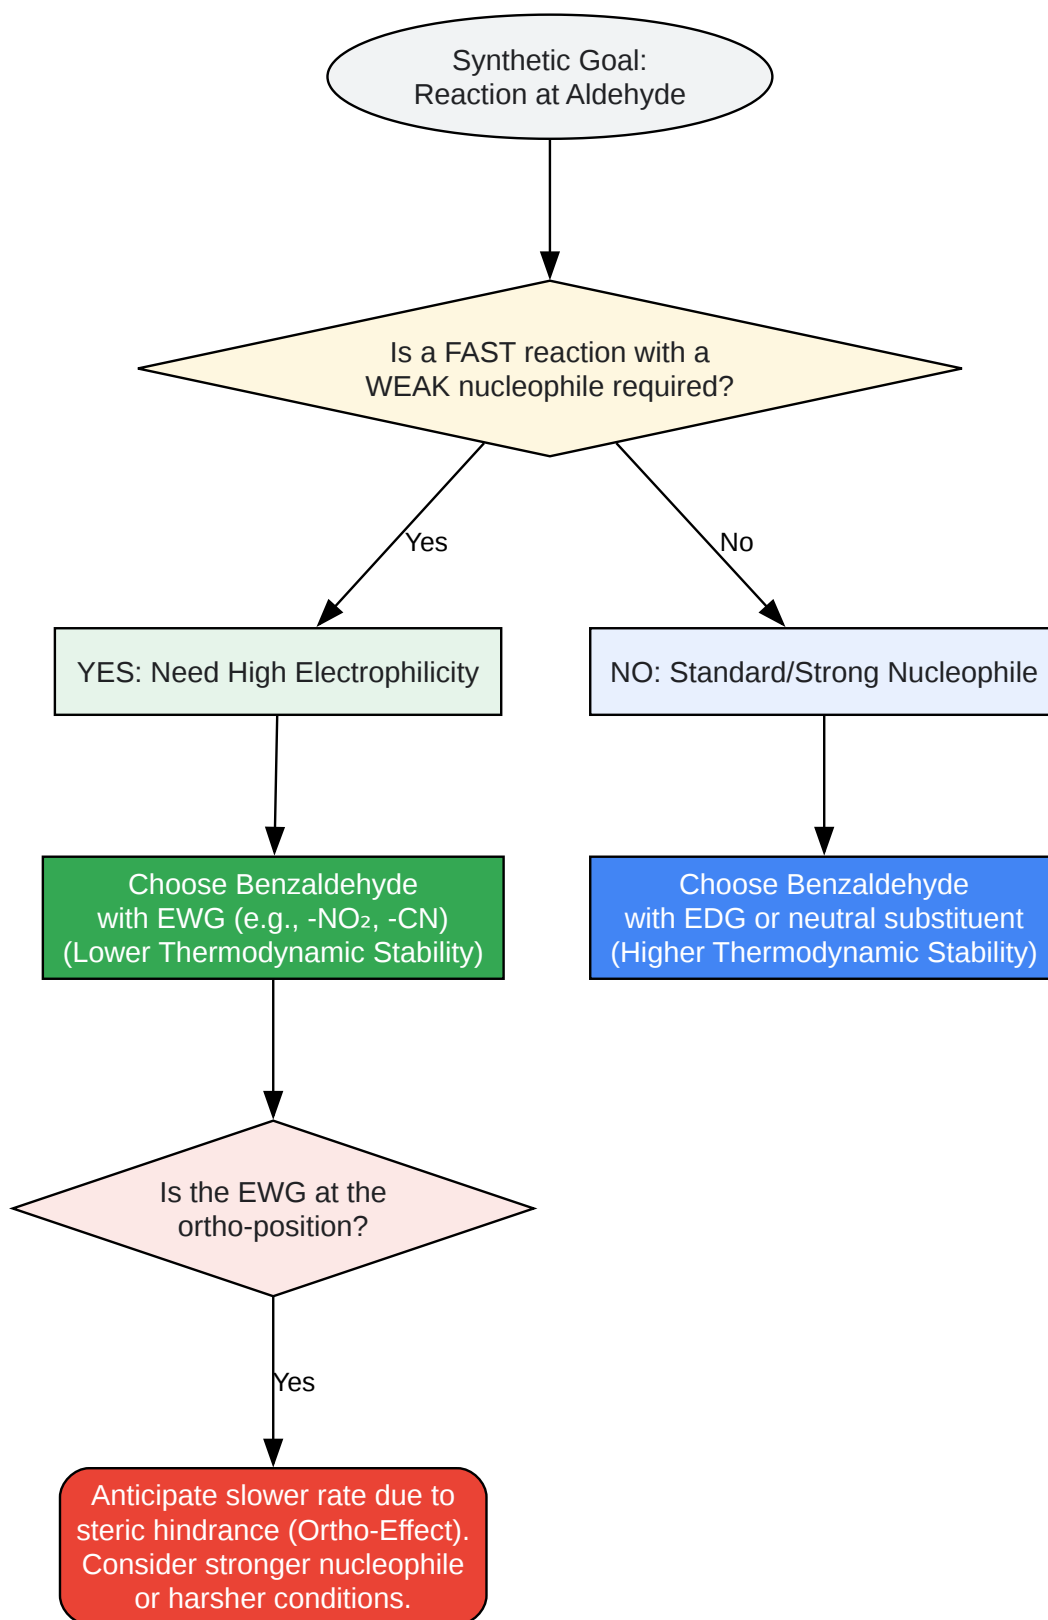 Synthetic Goal:
Reaction at Aldehyde
Is a FAST reaction with a
WEAK nucleophile required?
Yes
No
YES: Need High Electrophilicity
NO: Standard/Strong Nucleophile
Choose Benzaldehyde
with EWG (e.g., -NO₂, -CN)
(Lower Thermodynamic Stability)
Choose Benzaldehyde
with EDG or neutral substituent
(Higher Thermodynamic Stability)
Is the EWG at the
ortho-position?
Yes
Anticipate slower rate due to
steric hindrance (Ortho-Effect).
Consider stronger nucleophile
or harsher conditions.